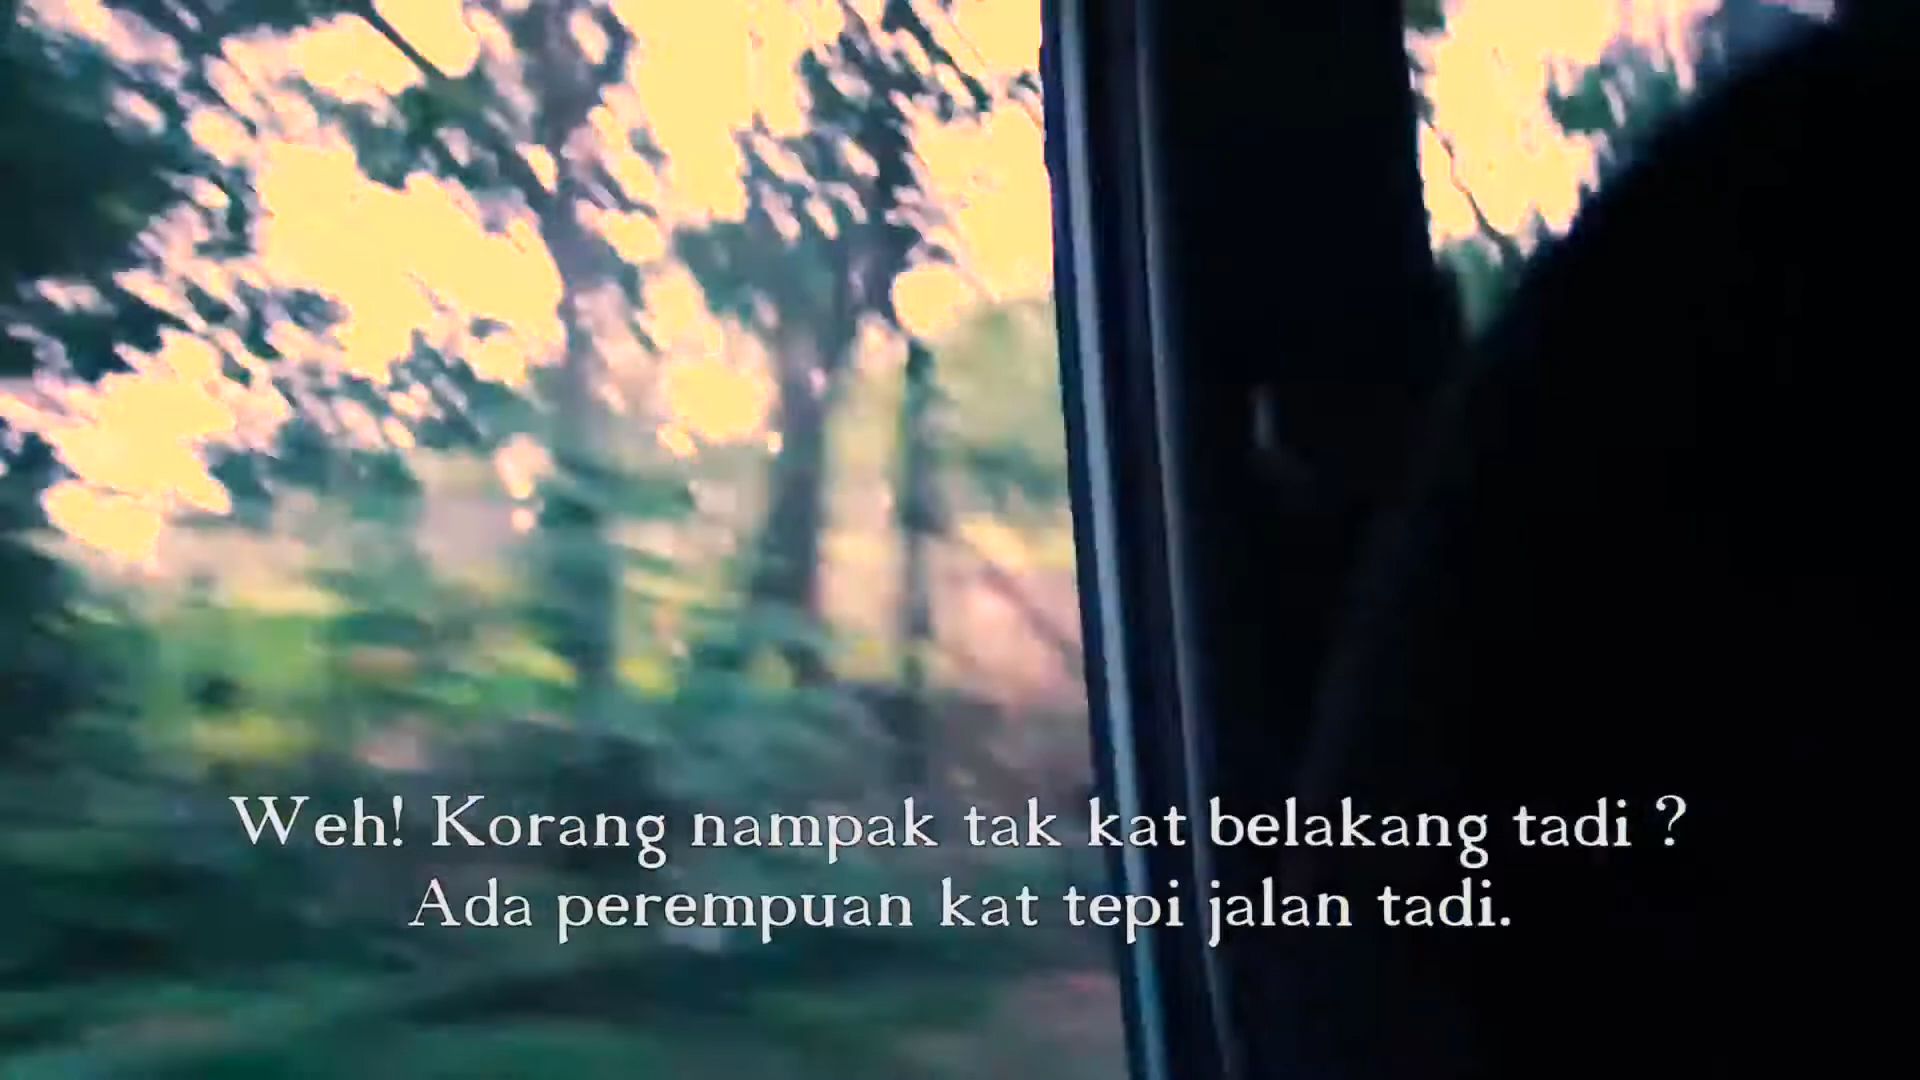 Weh! Korang nampak tak kat belakang tadi ?
Ada perempuan kat tepi jalan tadi.